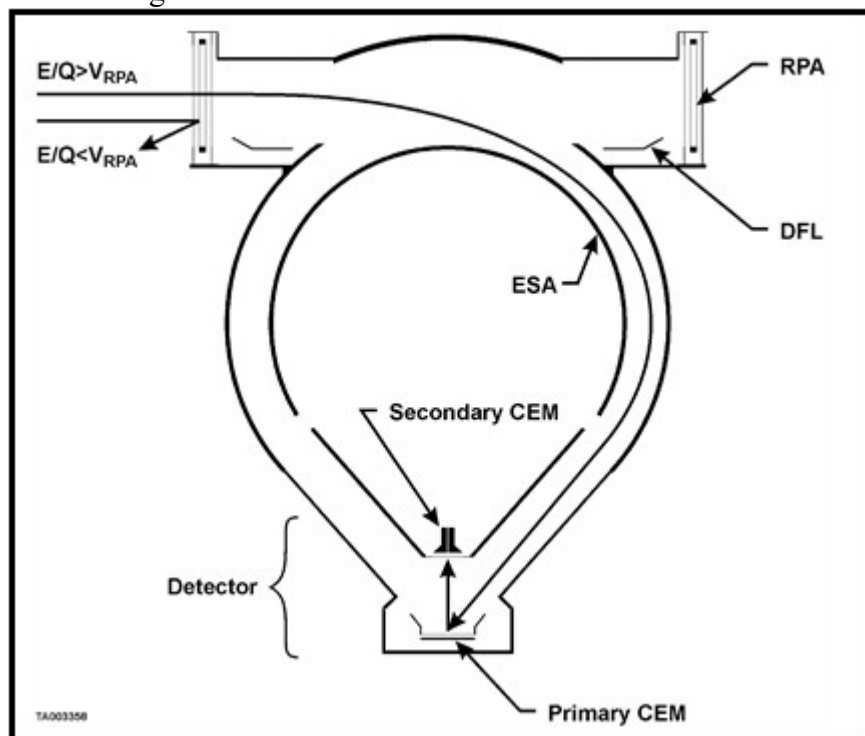 E/Q>V_RPA
E/Q<V_RPA
RPA
DFL
ESA
Secondary CEM
Detector
Primary CEM
TA003358